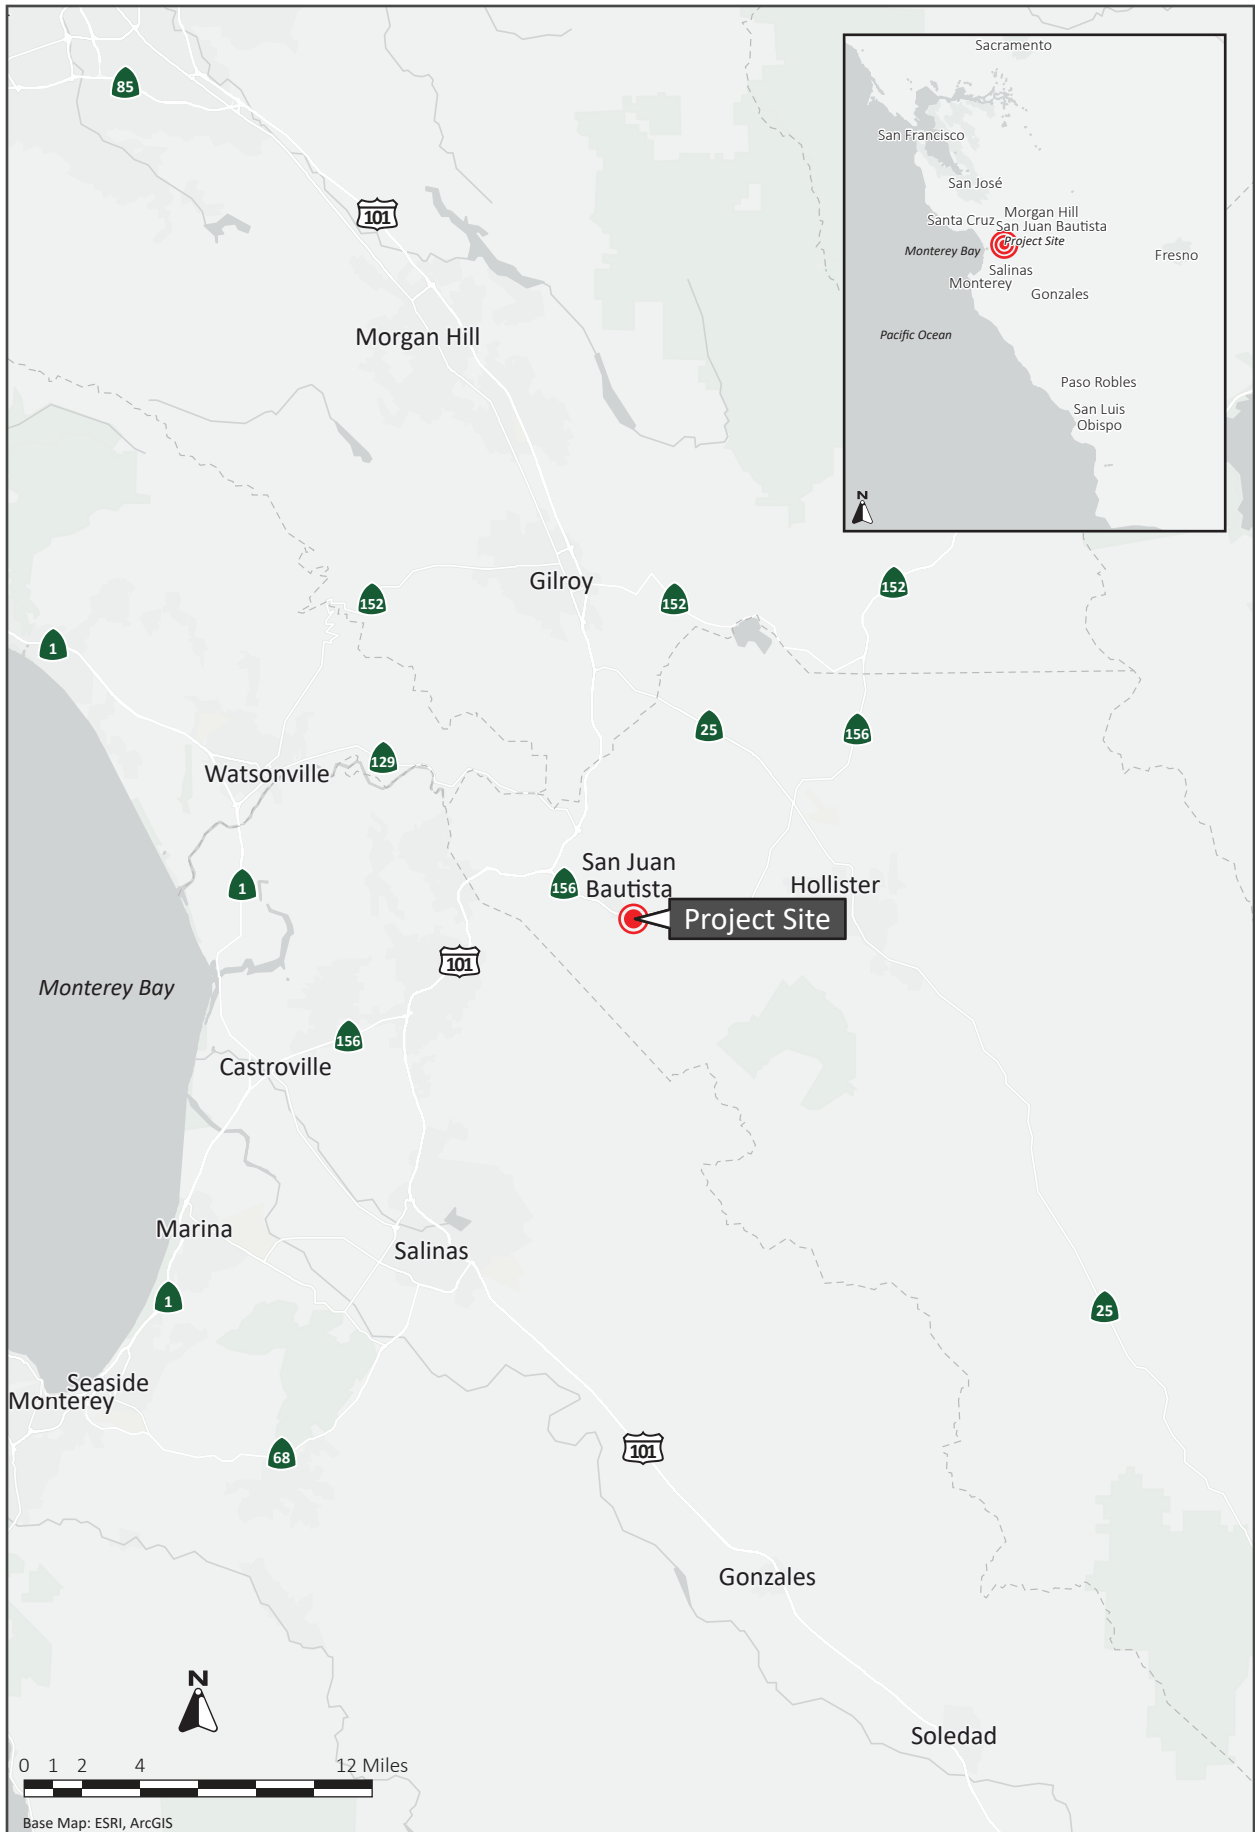 85
101
Morgan Hill
Gilroy
152
152
152
1
25
156
129
Watsonville
San Juan
Bautista
156
Hollister
1
Project Site
101
Monterey Bay
156
Castroville
Marina
Salinas
1
25
Seaside
Monterey
68
101
Gonzales
Soledad
N
0 1 2 4 12 Miles
Base Map: ESRI, ArcGIS
Sacramento
San Francisco
San José
Morgan Hill
Santa Cruz
San Juan Bautista
Project Site
Monterey Bay
Fresno
Salinas
Monterey
Gonzales
Pacific Ocean
Paso Robles
San Luis
Obispo
N